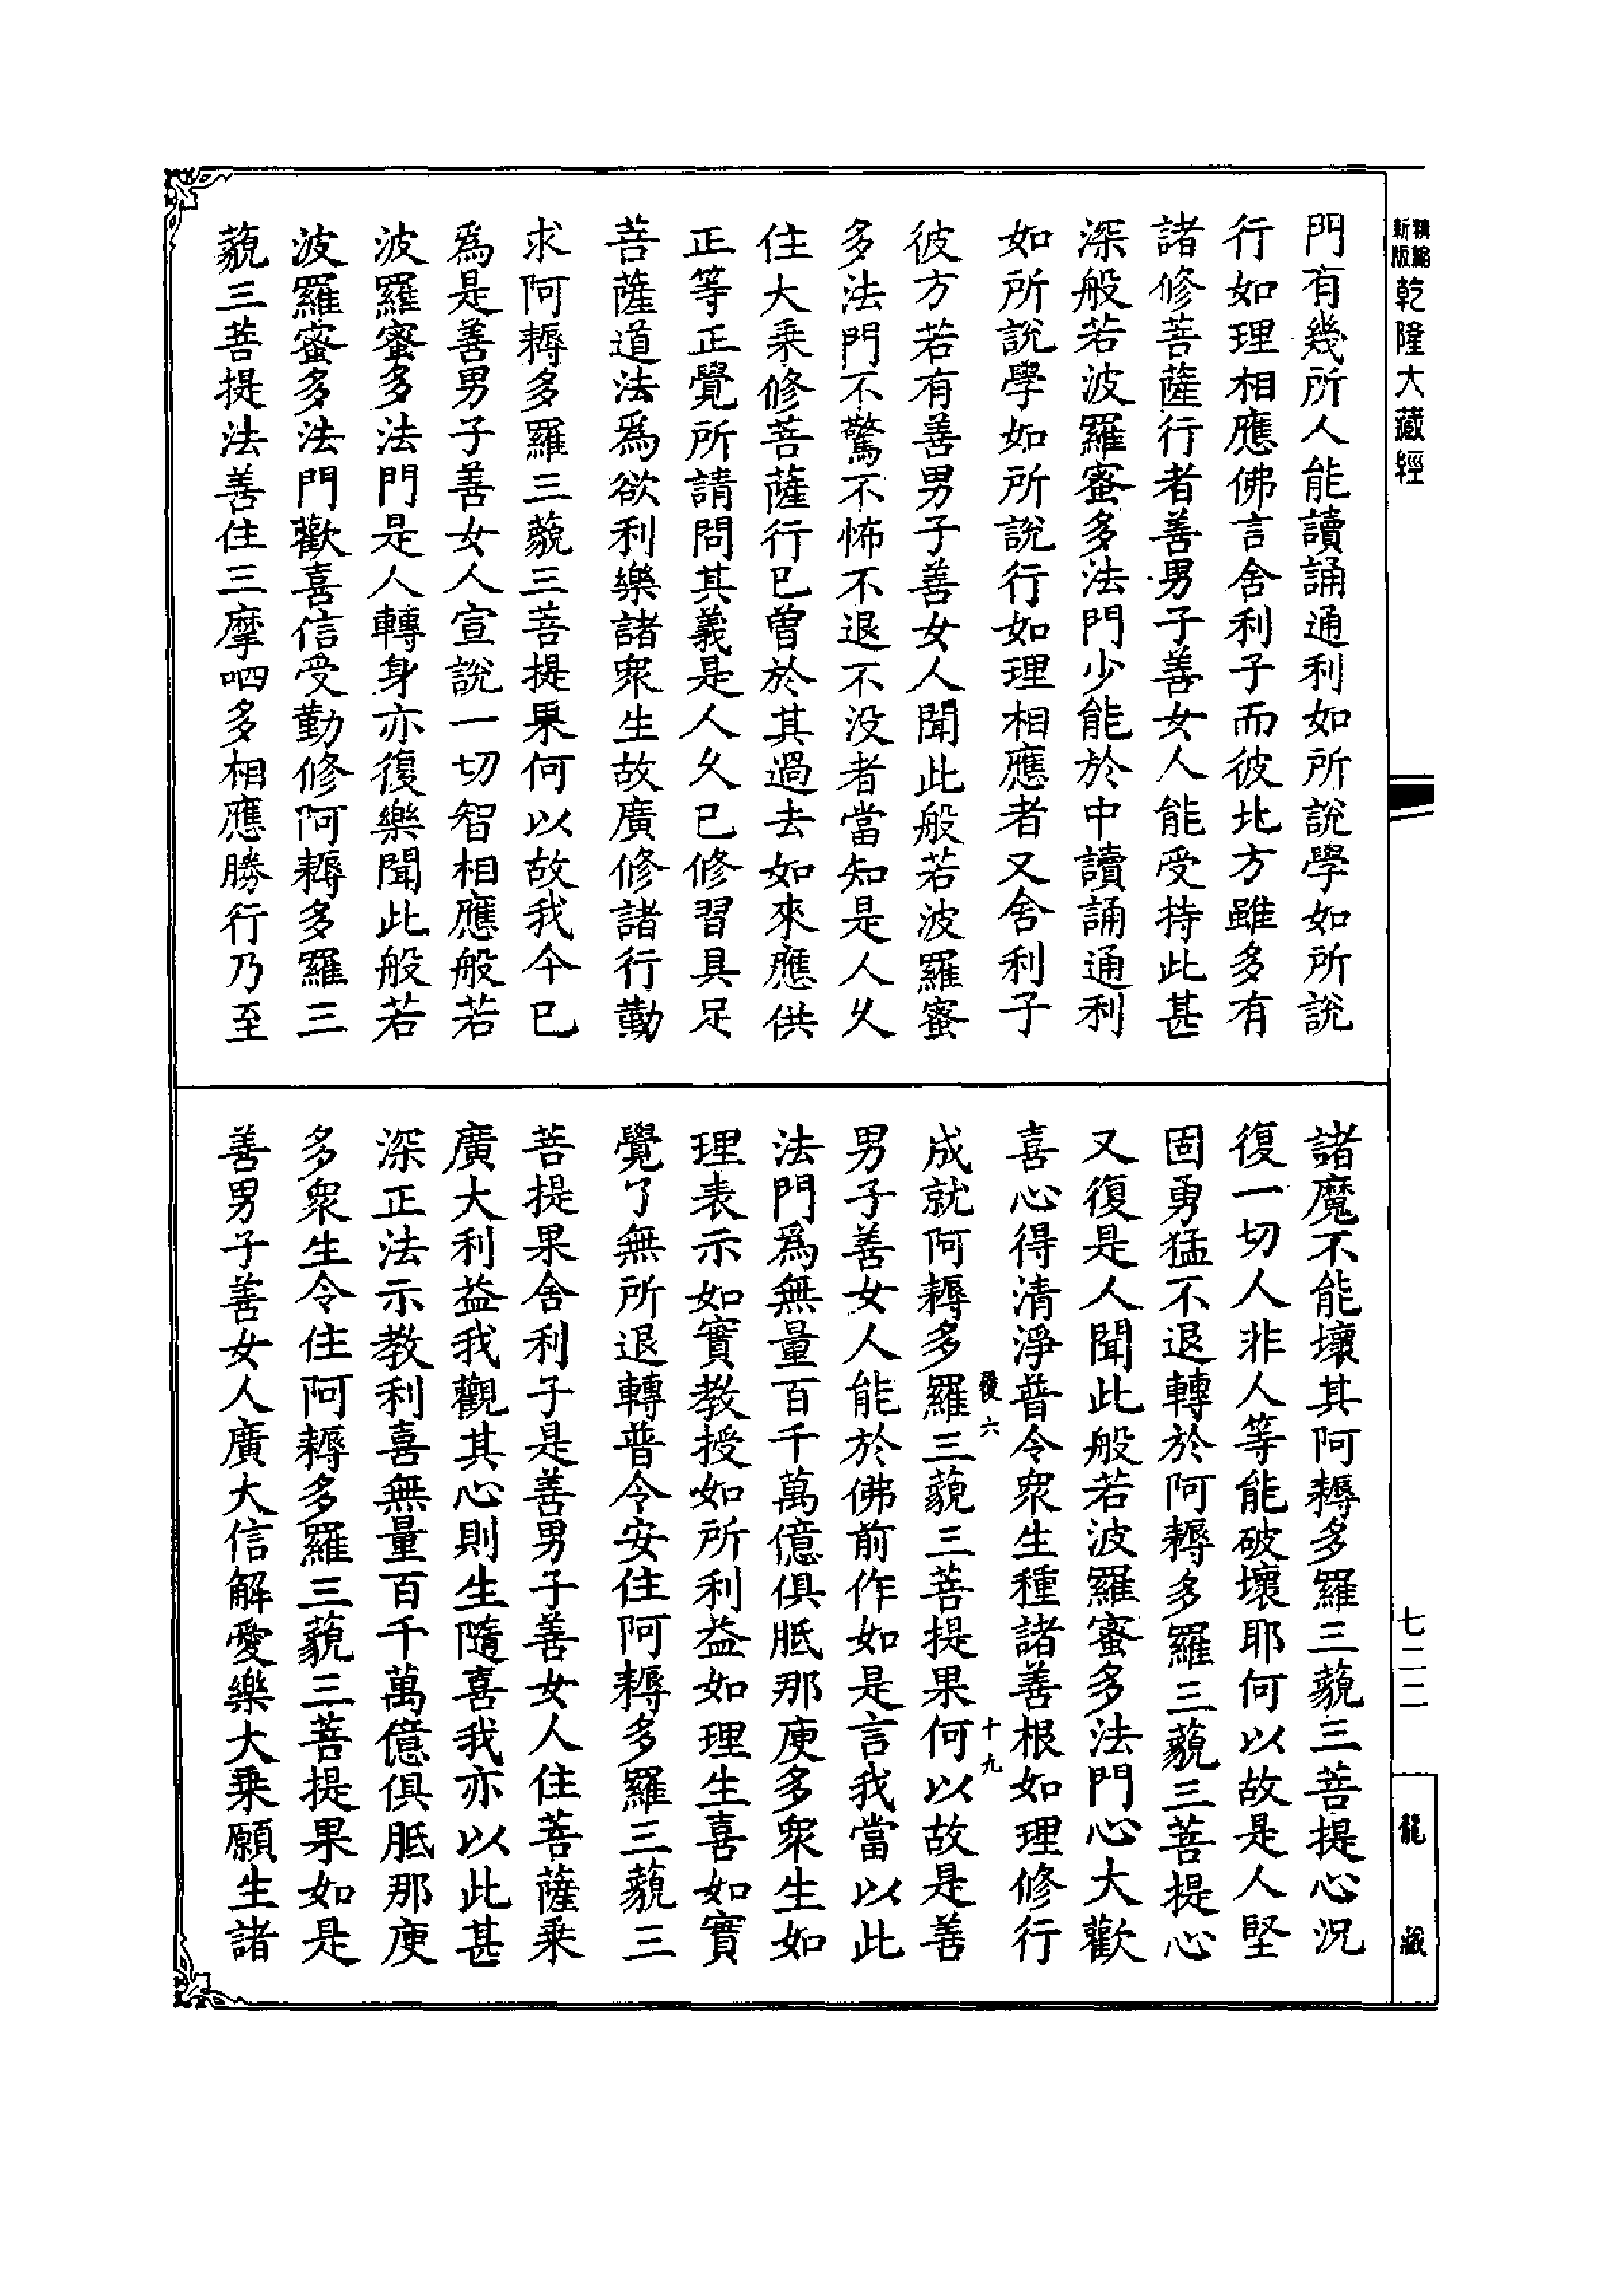 精縮新版乾隆大藏經
七二二
龍藏
門有幾所人能讀誦通利如所說學如所說
行如理相應佛言舍利子而彼北方雖多有
諸修菩薩行者善男子善女人能受持此甚
深般若波羅蜜多法門少能於中讀誦通利
如所說學如所說行如理相應者又舍利子
彼方若有善男子善女人聞此般若波羅蜜
多法門不驚不怖不退不没者當知是人久
住大乘修菩薩行已曾於其過去如來應供
正等正覺所請問其義是人久已修習具足
菩薩道法爲欲利樂諸衆生故廣修諸行勤
求阿耨多羅三藐三菩提果何以故我今已
爲是善男子善女人宣說一切智相應般若
波羅蜜多法門是人轉身亦復樂聞此般若
波羅蜜多法門歡喜信受勤修阿耨多羅三
藐三菩提法善住三摩呬多相應勝行乃至
諸魔不能壞其阿耨多羅三藐三菩提心況
復一切人非人等能破壞耶何以故是人堅
固勇猛不退轉於阿耨多羅三藐三菩提心
又復是人聞此般若波羅蜜多法門心大歡
喜心得清淨普令衆生種諸善根如理修行
後六 十九
成就阿耨多羅三藐三菩提果何以故是善
男子善女人能於佛前作如是言我當以此
法門爲無量百千萬億俱胝那庾多衆生如
理表示如實教授如所利益如理生喜如實
覺了無所退轉普令安住阿耨多羅三藐三
菩提果舍利子是善男子善女人住菩薩乘
廣大利益我觀其心則生隨喜我亦以此甚
深正法示教利喜無量百千萬億俱胝那庾
多衆生令住阿耨多羅三藐三菩提果如是
善男子善女人廣大信解愛樂大乘願生諸